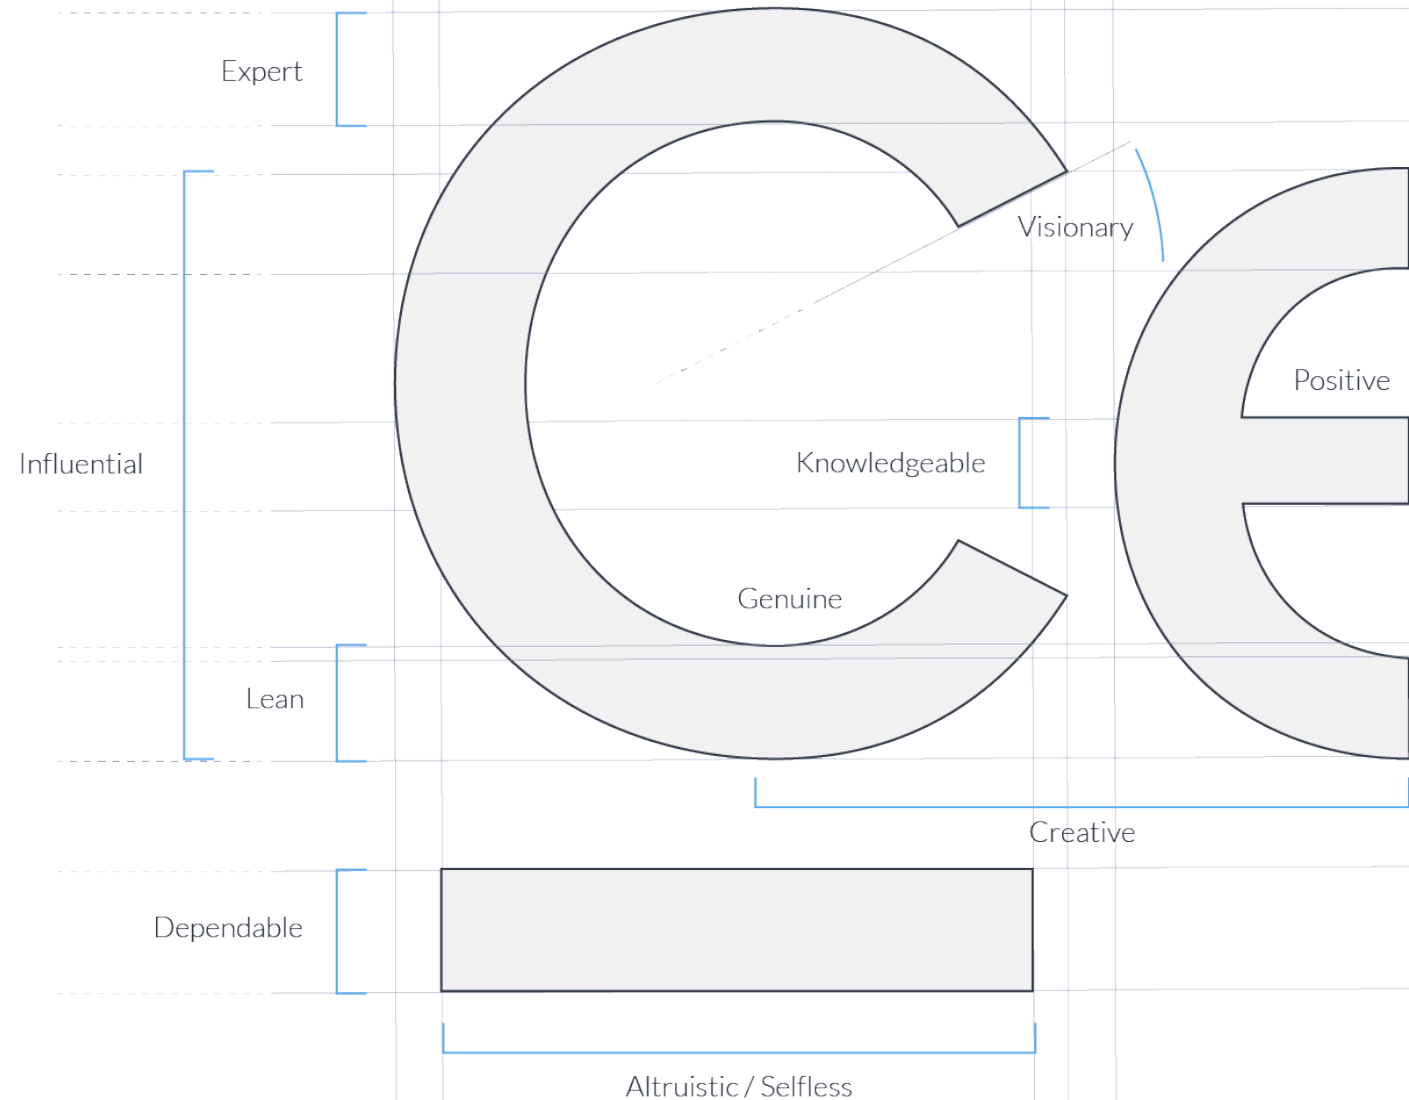 Expert
Visionary
Positive
Influential
Knowledgeable
Genuine
Lean
Creative
Dependable
Altruistic / Selfless